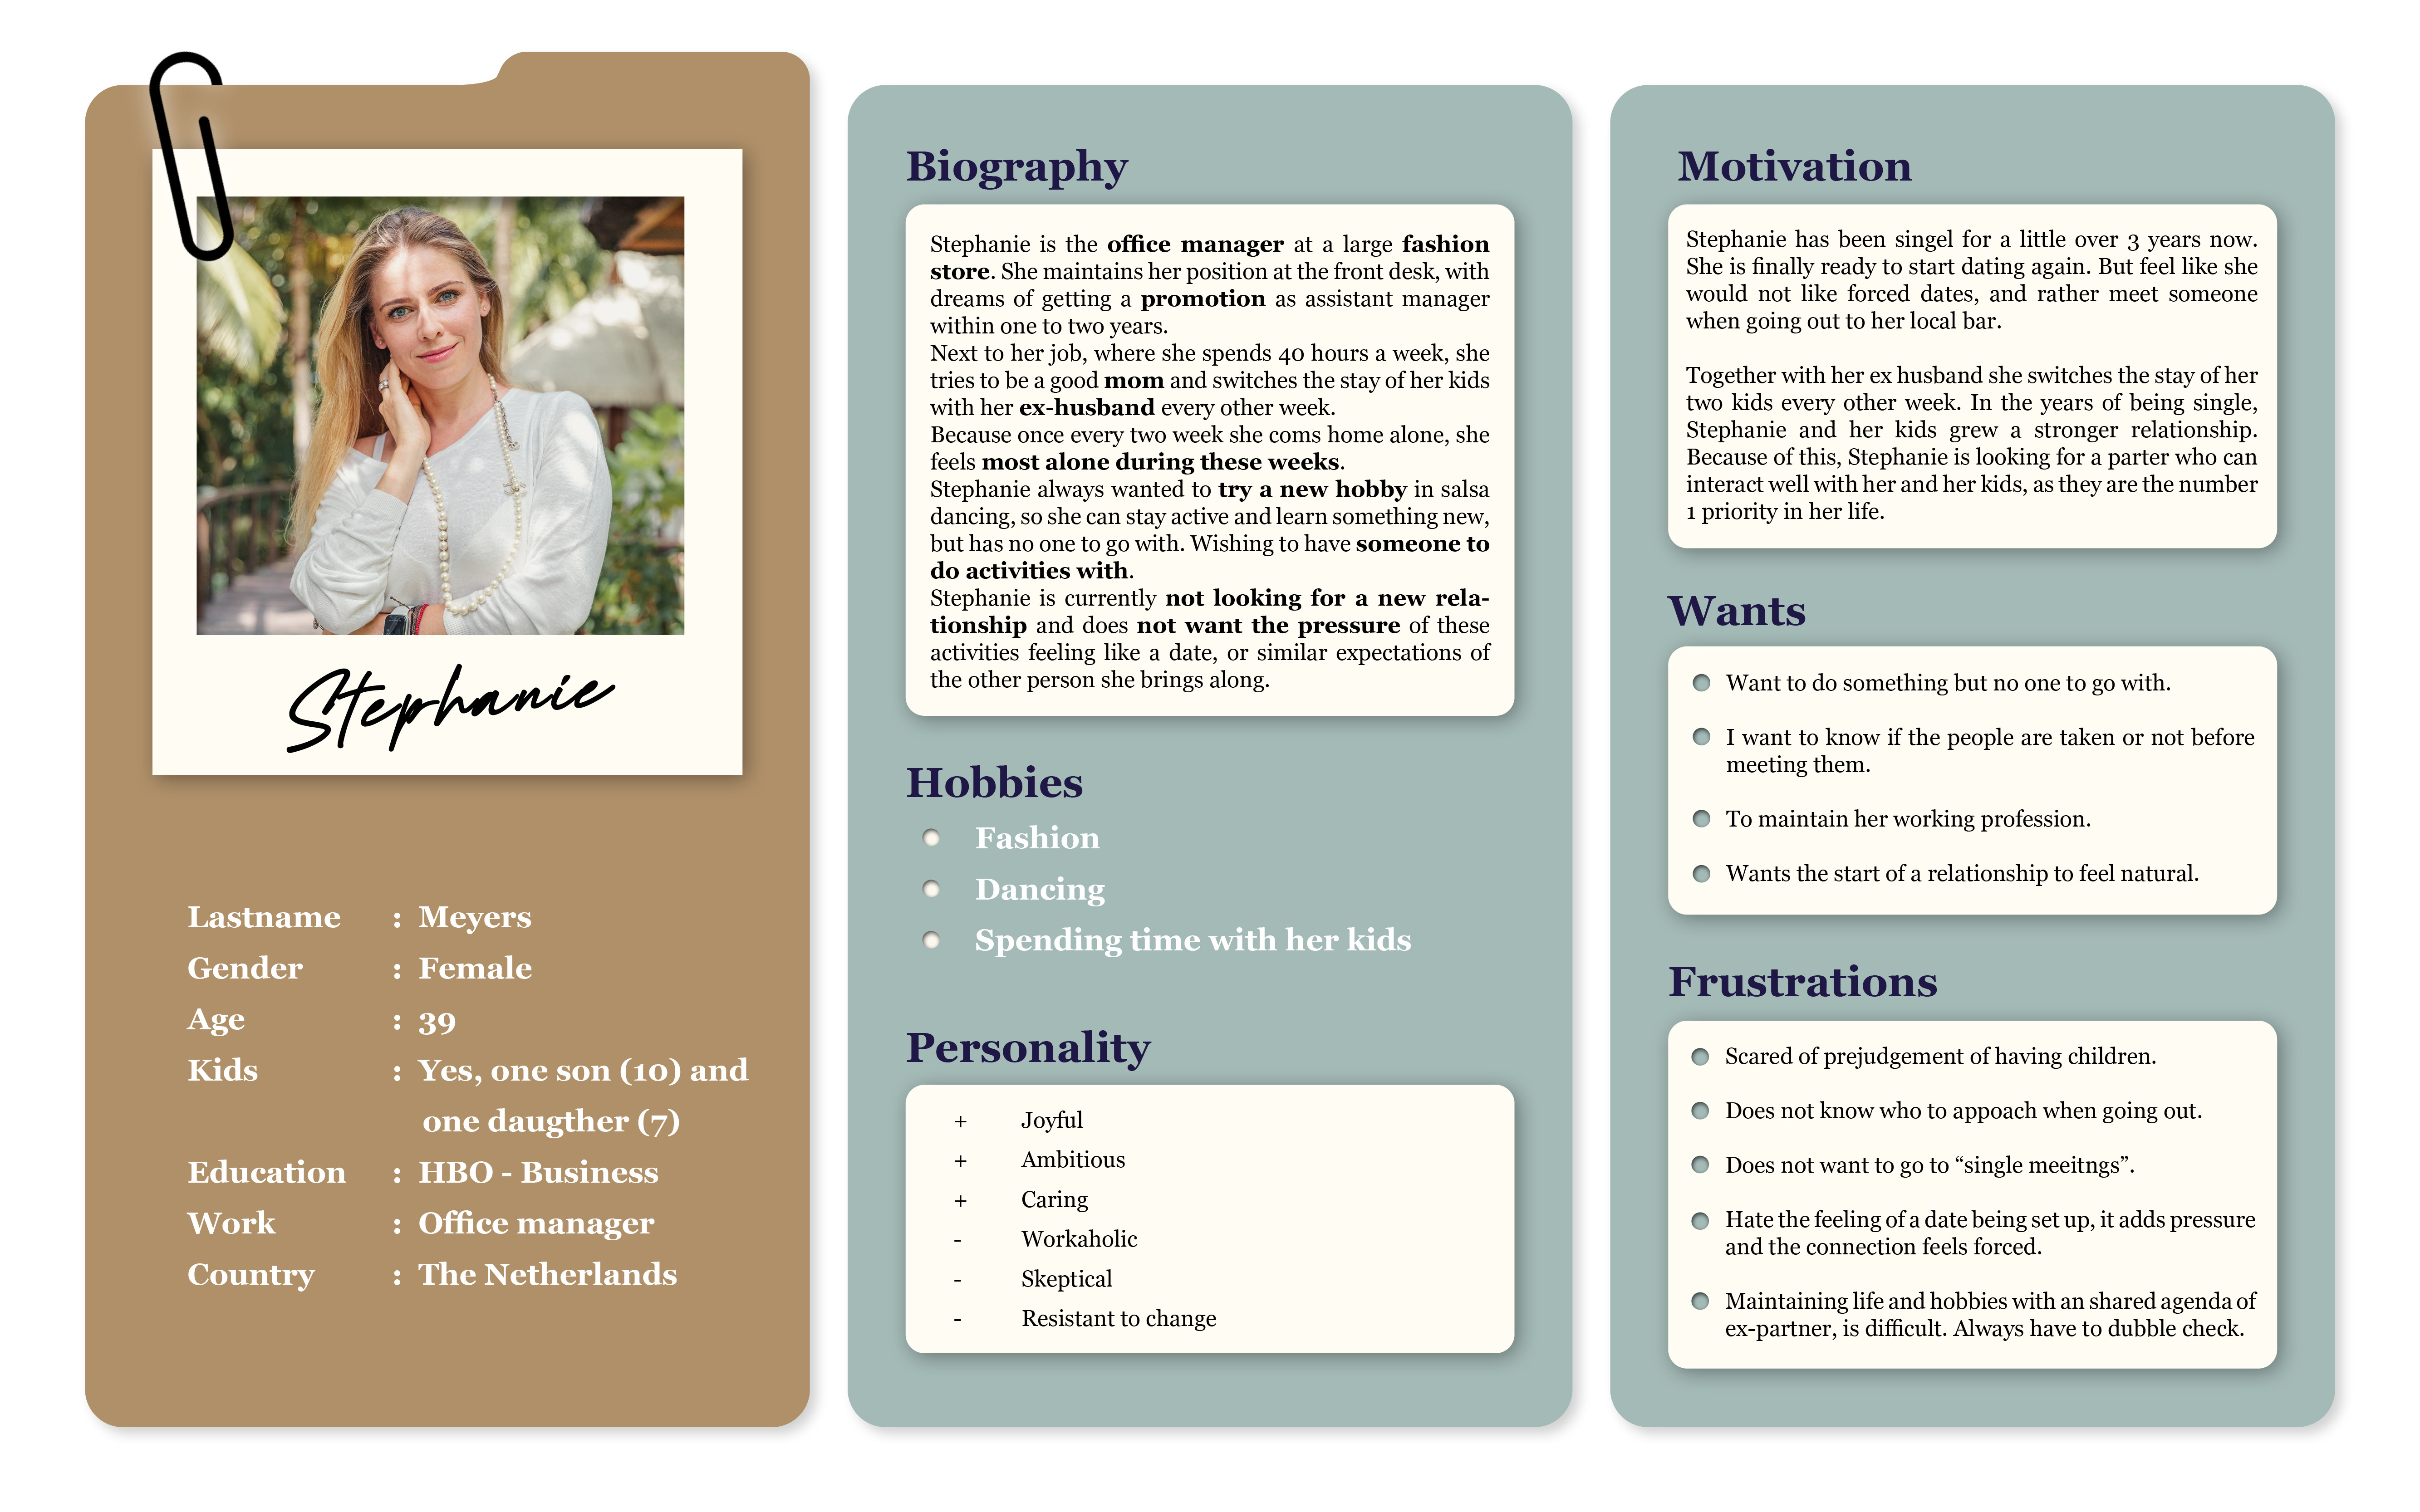 Stephanie
Lastname : Meyers
Gender : Female
Age : 39
Kids : Yes, one son (10) and
one daugther (7)
Education : HBO - Business
Work : Office manager
Country : The Netherlands
Biography
Stephanie is the office manager at a large fashion
store. She maintains her position at the front desk, with
dreams of getting a promotion as assistant manager
within one to two years.
Next to her job, where she spends 40 hours a week, she
tries to be a good mom and switches the stay of her kids
with her ex-husband every other week.
Because once every two week she coms home alone, she
feels most alone during these weeks.
Stephanie always wanted to try a new hobby in salsa
dancing, so she can stay active and learn something new,
but has no one to go with. Wishing to have someone to
do activities with.
Stephanie is currently not looking for a new rela-
tionship and does not want the pressure of these
activities feeling like a date, or similar expectations of
the other person she brings along.
Hobbies
Fashion
Dancing
Spending time with her kids
Personality
+ Joyful
+ Ambitious
+ Caring
- Workaholic
- Skeptical
- Resistant to change
Motivation
Stephanie has been singel for a little over 3 years now.
She is finally ready to start dating again. But feel like she
would not like forced dates, and rather meet someone
when going out to her local bar.
Together with her ex husband she switches the stay of her
two kids every other week. In the years of being single,
Stephanie and her kids grew a stronger relationship.
Because of this, Stephanie is looking for a parter who can
interact well with her and her kids, as they are the number
1 priority in her life.
Wants
Want to do something but no one to go with.
I want to know if the people are taken or not before
meeting them.
To maintain her working profession.
Wants the start of a relationship to feel natural.
Frustrations
Scared of prejudgement of having children.
Does not know who to appoach when going out.
Does not want to go to “single meeitngs”.
Hate the feeling of a date being set up, it adds pressure
and the connection feels forced.
Maintaining life and hobbies with an shared agenda of
ex-partner, is difficult. Always have to dubble check.